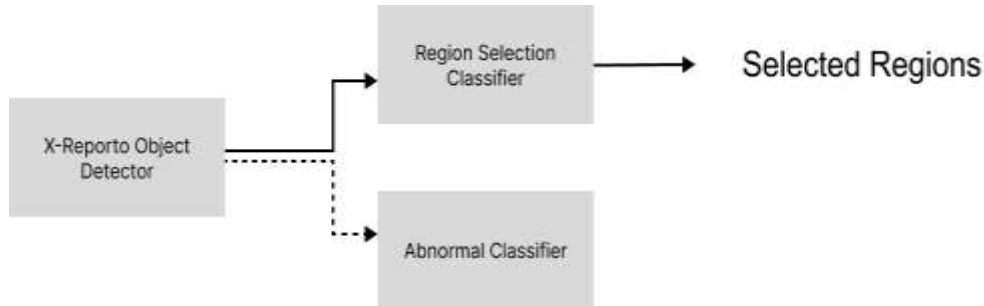 Region Selection
Classifier
Selected Regions
X-Reporto Object
Detector
Abnormal Classifier